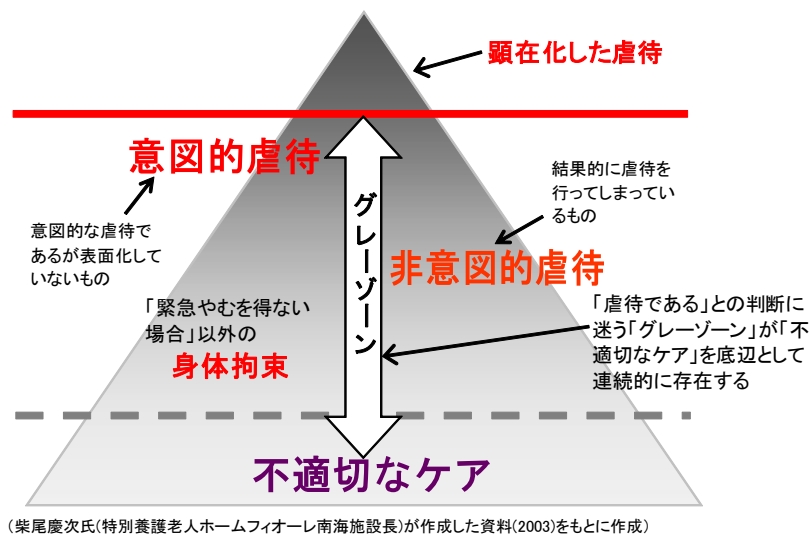 顕在化した虐待
意図的虐待
結果的に虐待を
行ってしまってい
るもの
意図的な虐待で
あるが表面化して
いないもの
グレーゾーン
非意図的虐待
「緊急やむを得ない
場合」以外の
身体拘束
「虐待である」との判断に
迷う「グレーゾーン」が「不
適切なケア」を底辺として
連続的に存在する
不適切なケア
(柴尾慶次氏(特別養護老人ホームフィオーレ南海施設長)が作成した資料(2003)をもとに作成)